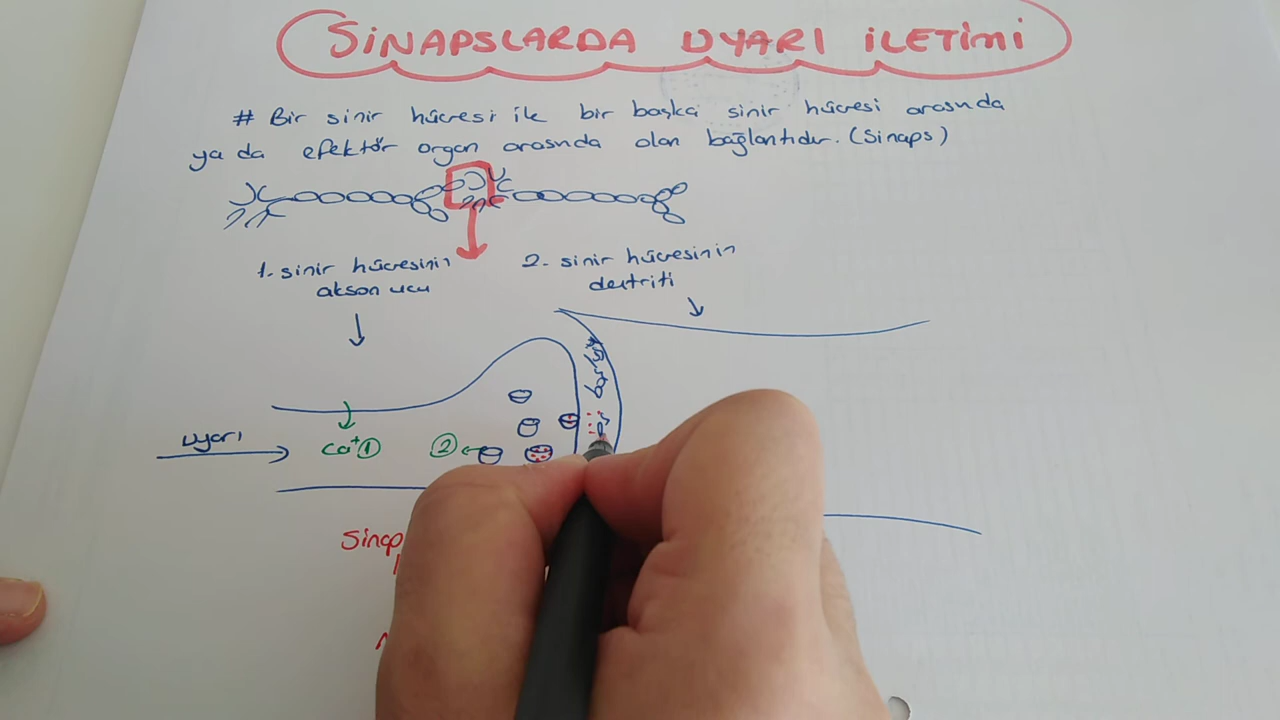 SİNAPSLARDA UYARI İLETİMİ
# Bir sinir hücresi ile bir başka sinir hücresi arasında
ya da efektör organ arasında olan bağlantıdır. (Sinaps)
1. sinir hücresinin
akson ucu
2. sinir hücresinin
dentriti
uyarı
Ca+ 1
2
Sinap